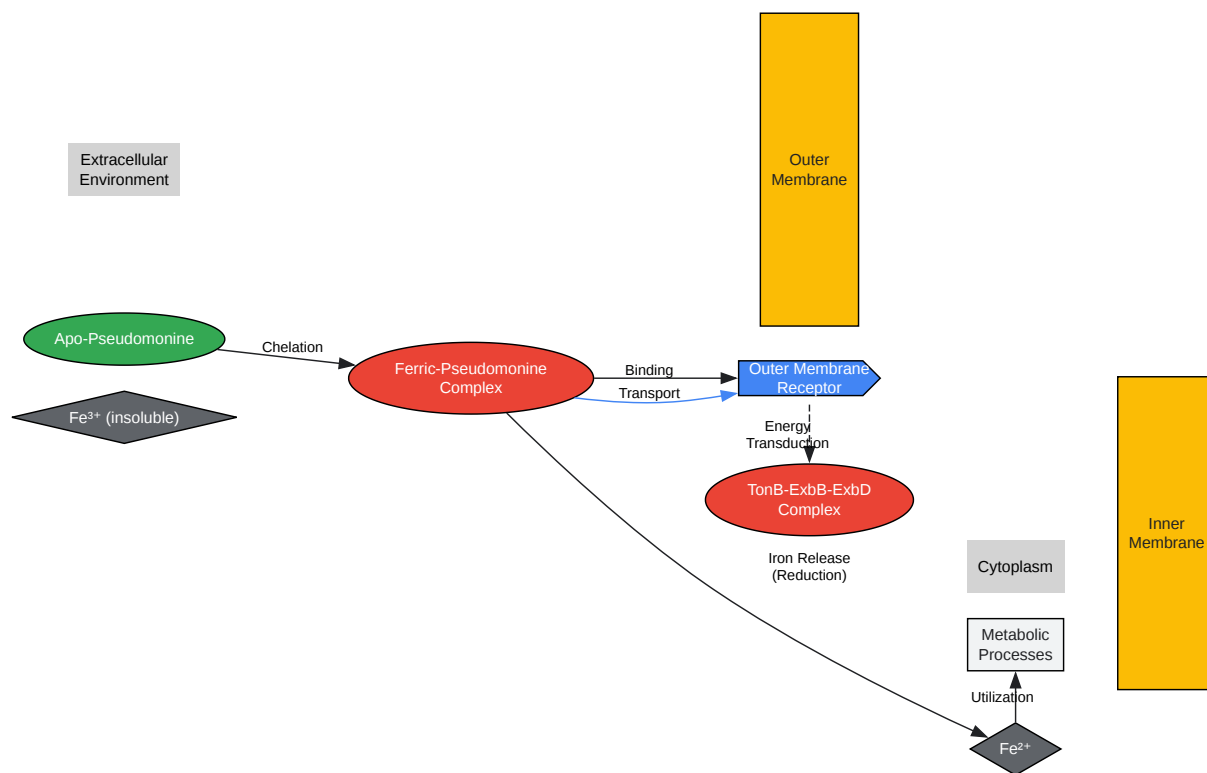 Outer
Membrane
Extracellular
Environment
Apo-Pseudomonine
Chelation
Fe³⁺ (insoluble)
Ferric-Pseudomonine
Complex
Binding
Transport
Outer Membrane
Receptor
Energy
Transduction
TonB-ExbB-ExbD
Complex
Iron Release
(Reduction)
Inner
Membrane
Cytoplasm
Metabolic
Processes
Utilization
Fe²⁺